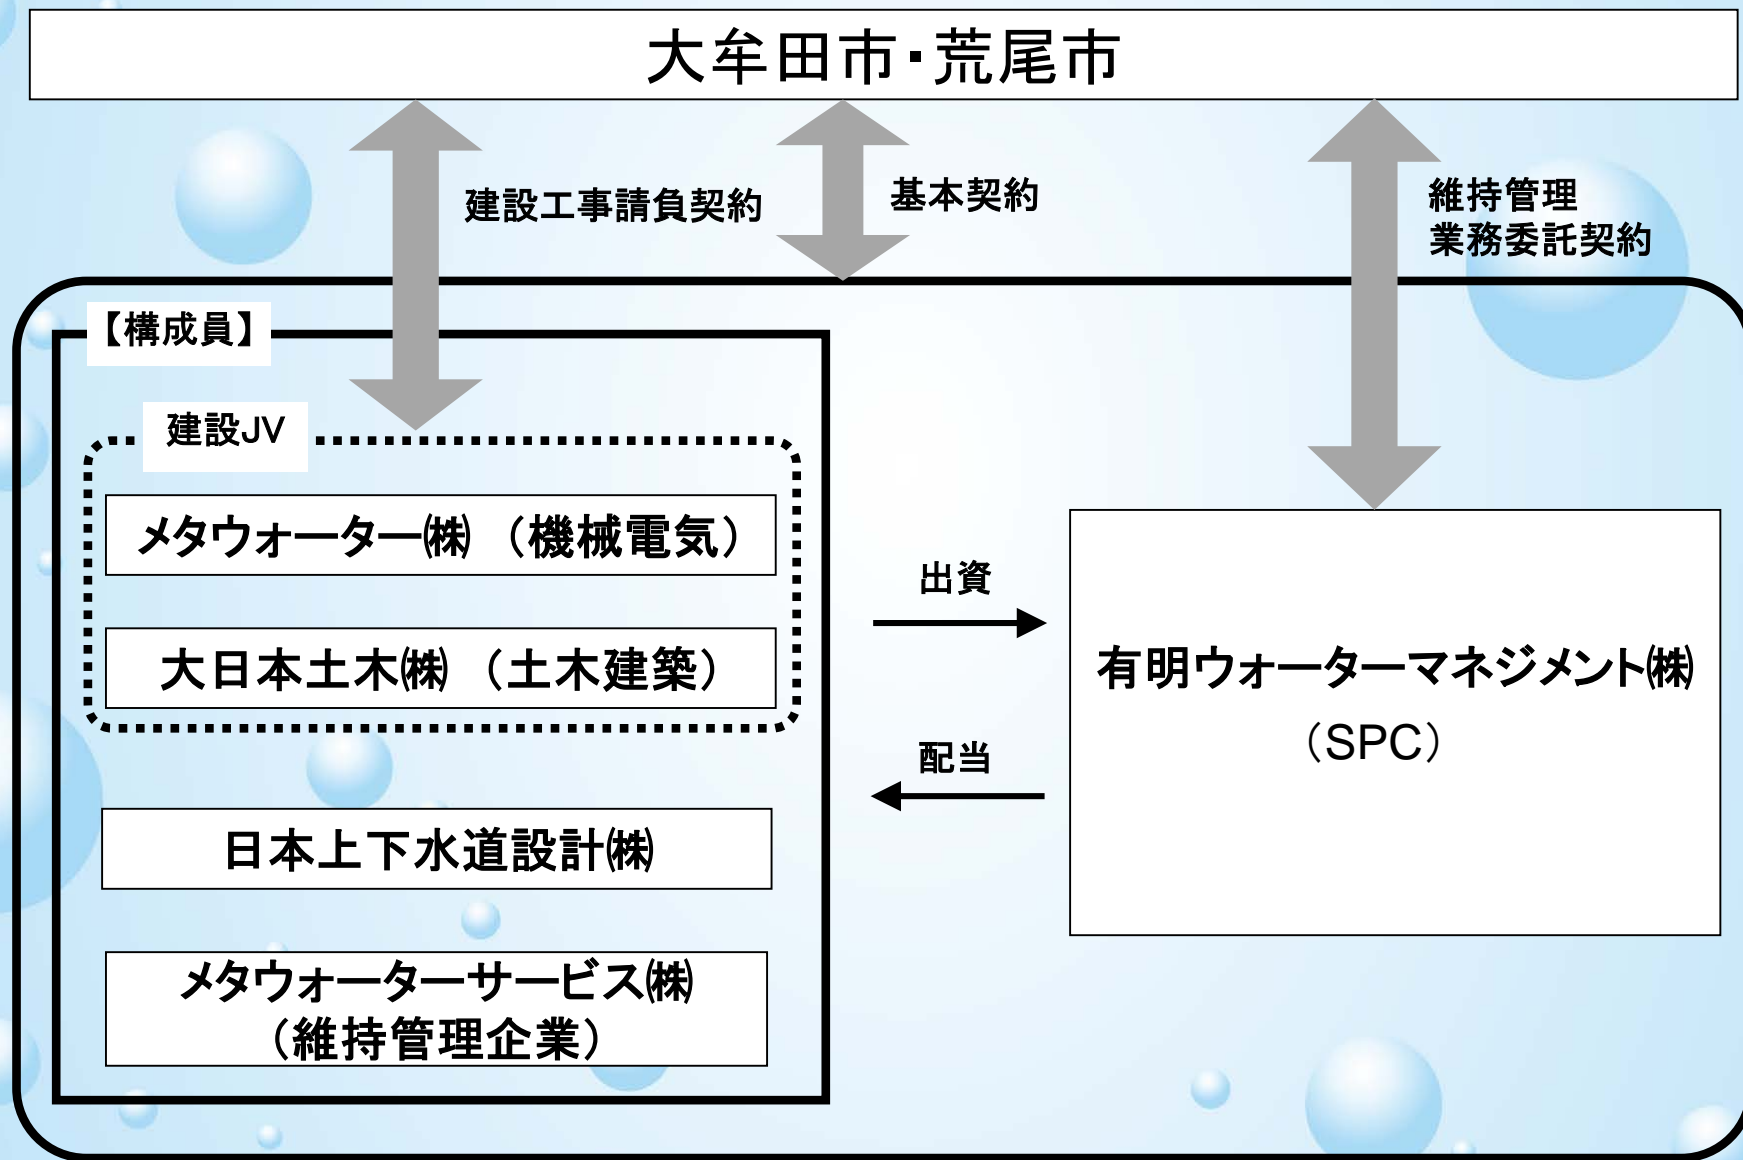 大牟田市・荒尾市
建設工事請負契約
基本契約
維持管理
業務委託契約
【構成員】
建設JV
メタウォーター㈱ （機械電気）
大日本土木㈱ （土木建築）
日本上下水道設計㈱
メタウォーターサービス㈱
（維持管理企業）
出資
配当
有明ウォーターマネジメント㈱
（SPC）